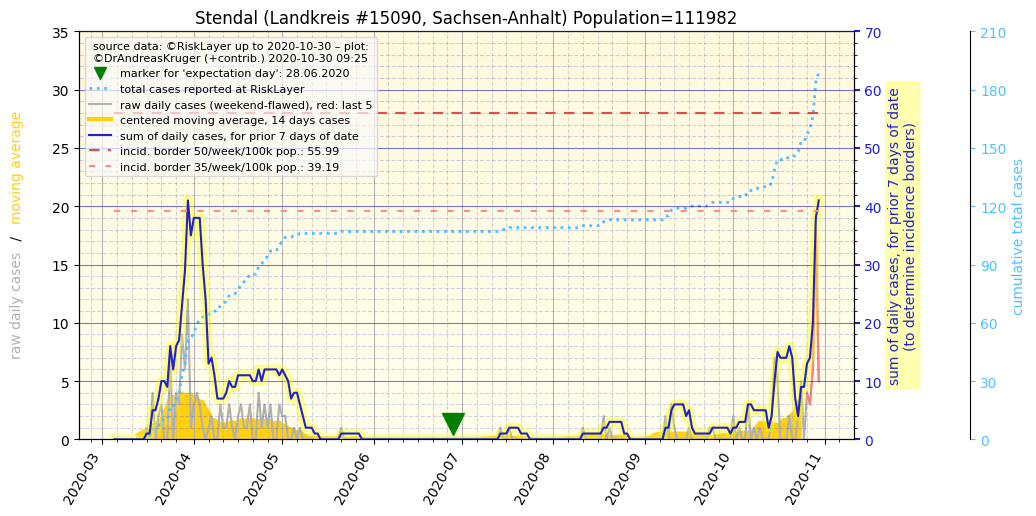 Stendal (Landkreis #15090, Sachsen-Anhalt) Population=111982
source data: ©RiskLayer up to 2020-10-30 – plot:
©DrAndreasKruger (+contrib.) 2020-10-30 09:25
marker for 'expectation day': 28.06.2020
total cases reported at RiskLayer
raw daily cases (weekend-flawed), red: last 5
centered moving average, 14 days cases
sum of daily cases, for prior 7 days of date
incid. border 50/week/100k pop.: 55.99
incid. border 35/week/100k pop.: 39.19
raw daily cases / moving average
35
30
25
20
15
10
5
0
2020-03
2020-04
2020-05
2020-06
2020-07
2020-08
2020-09
2020-10
2020-11
70
60
50
40
30
20
10
0
sum of daily cases, for prior 7 days of date
(to determine incidence borders)
210
180
150
120
90
60
30
0
cumulative total cases